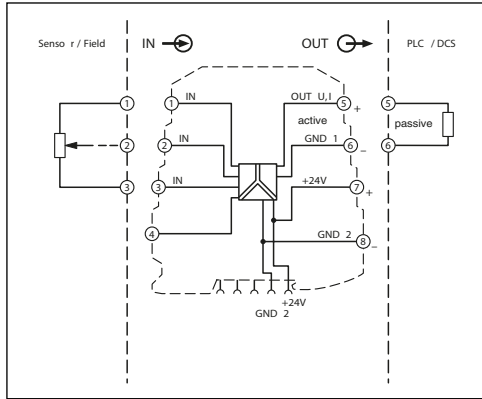 Senso r / Field IN OUT PLC / DCS
1 1 IN OUT U,I 5 + 5
active passive
2 2 IN GND 1 6 – 6
3 3 IN +24V 7 +
4 GND 2 8 –
+24V
GND 2